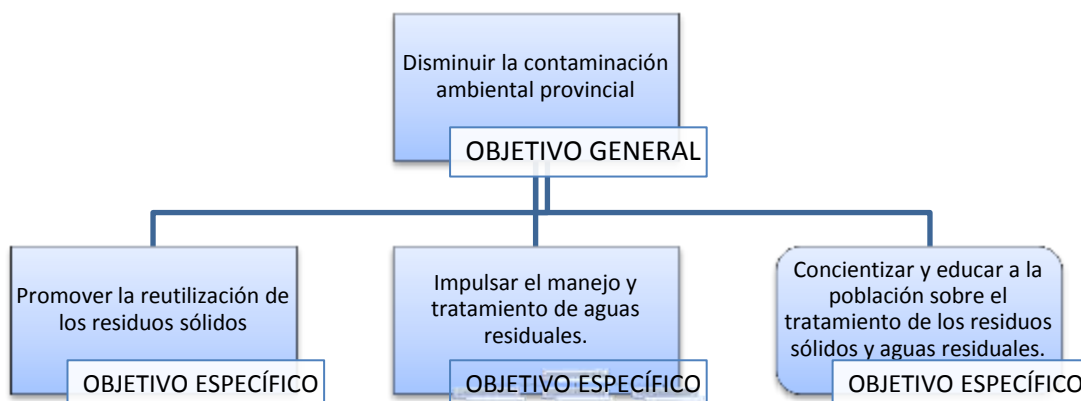 Disminuir la contaminación
ambiental provincial
OBJETIVO GENERAL
Promover la reutilización de
los residuos sólidos
OBJETIVO ESPECÍFICO
Impulsar el manejo y
tratamiento de aguas
residuales.
OBJETIVO ESPECÍFICO
Concientizar y educar a la
población sobre el
tratamiento de los residuos
sólidos y aguas residuales.
OBJETIVO ESPECÍFICO